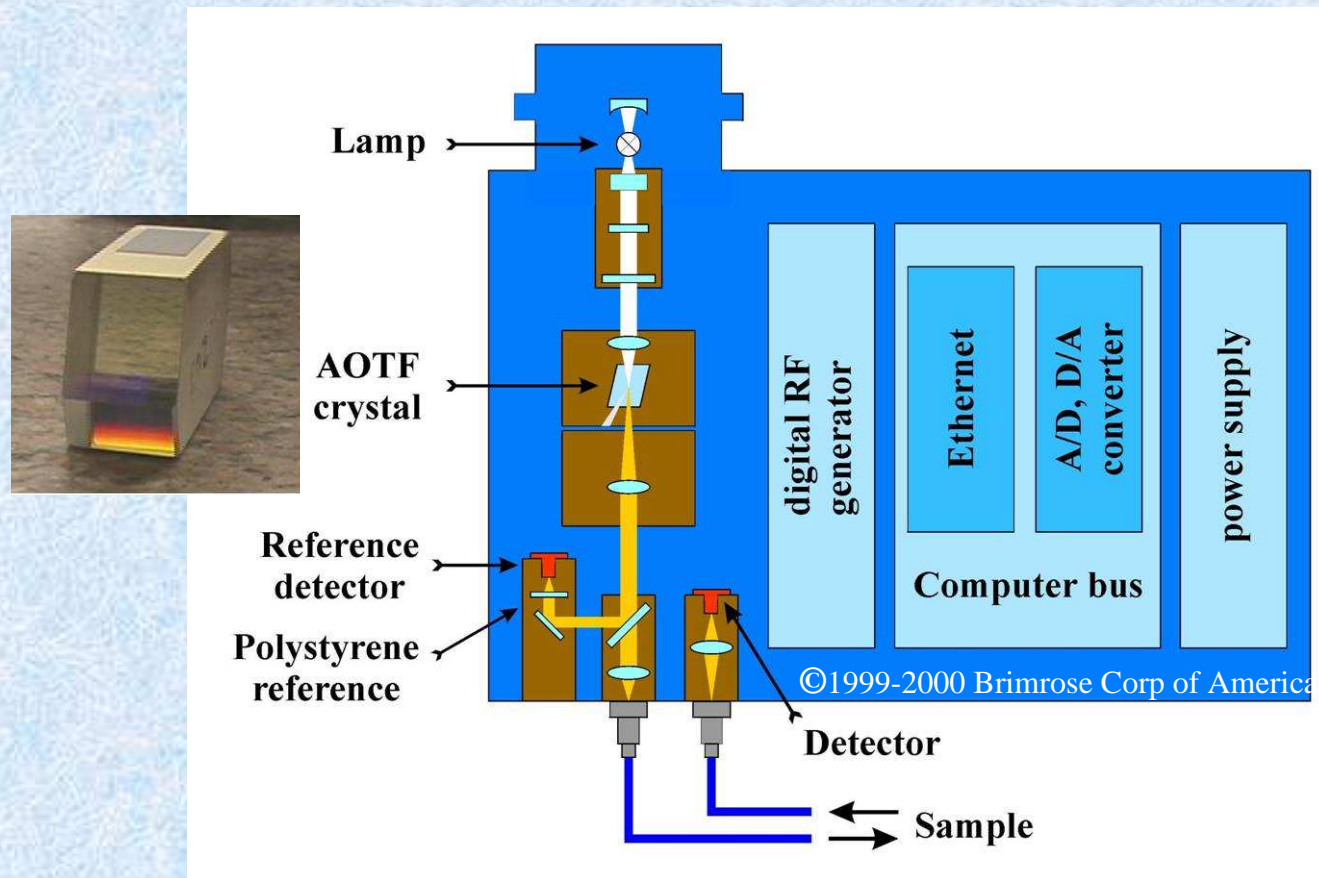 Lamp
AOTF
crystal
Reference
detector
Polystyrene
reference
digital RF
generator
Ethernet
A/D, D/A
converter
Computer bus
power supply
©1999-2000 Brimrose Corp of America
Detector
Sample